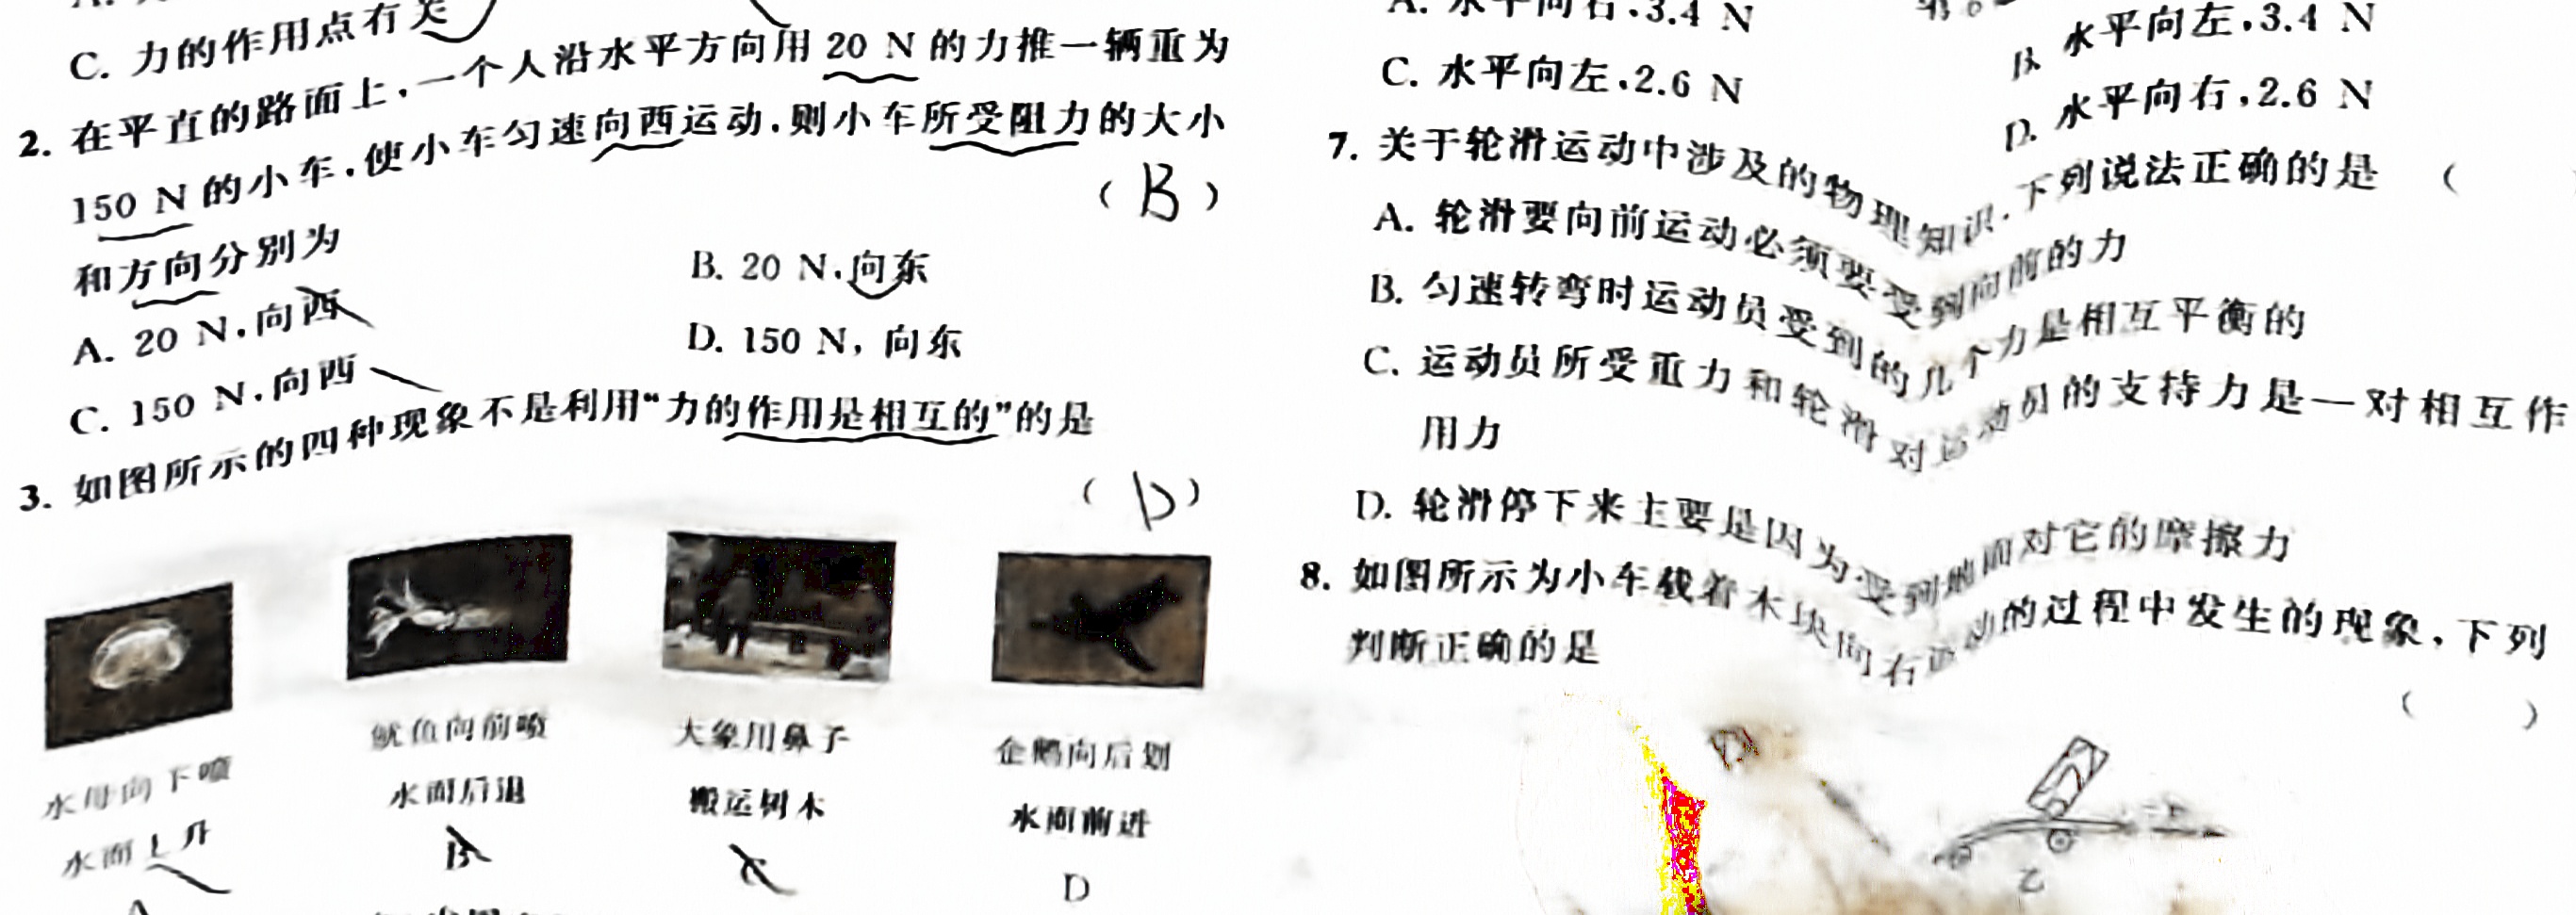 C. 力的作用点有关
2. 在平直的路面上,一个人沿水平方向用 20 N 的力推一辆重为
150 N 的小车,使小车匀速向西运动,则小车所受阻力的大小
和方向分别为
( B )
A. 20 N,向西
B. 20 N,向东
C. 150 N,向西
D. 150 N, 向东
3. 如图所示的四种现象不是利用“力的作用是相互的”的是
( D )
水母向下喷
水而上升
A
鱿鱼向前喷
水而后退
B
大象用鼻子
搬运树木
企鹅向后划
水而前进
D
A. 水平向右,3.4 N
B. 水平向左,3.4 N
C. 水平向左,2.6 N
D. 水平向右,2.6 N
7. 关于轮滑运动中涉及的物理知识,下列说法正确的是 (
A. 轮滑要向前运动必须要受到向前的力
B. 匀速转弯时运动员受到的几个力是相互平衡的
C. 运动员所受重力和轮滑对运动员的支持力是一对相互作
用力
D. 轮滑停下来主要是因为受到地面对它的摩擦力
8. 如图所示为小车载着木块向右运动的过程中发生的现象,下列
判断正确的是
( )
乙